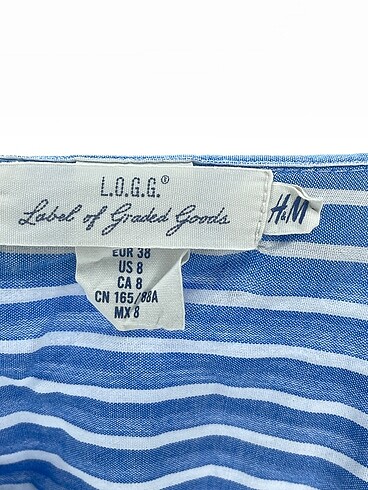 L.O.G.G.®
Label of Graded Goods
H&M
EUR 38
US 8
CA 8
CN 165/88A
MX 8